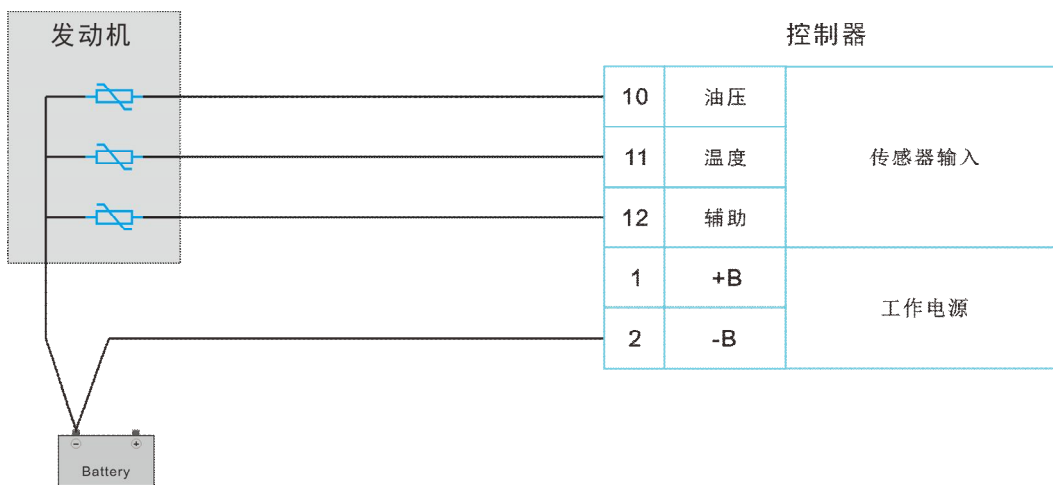 发动机
控制器
10 油压
11 温度
12 辅助
传感器输入
1 +B
2 -B
工作电源
− +
Battery